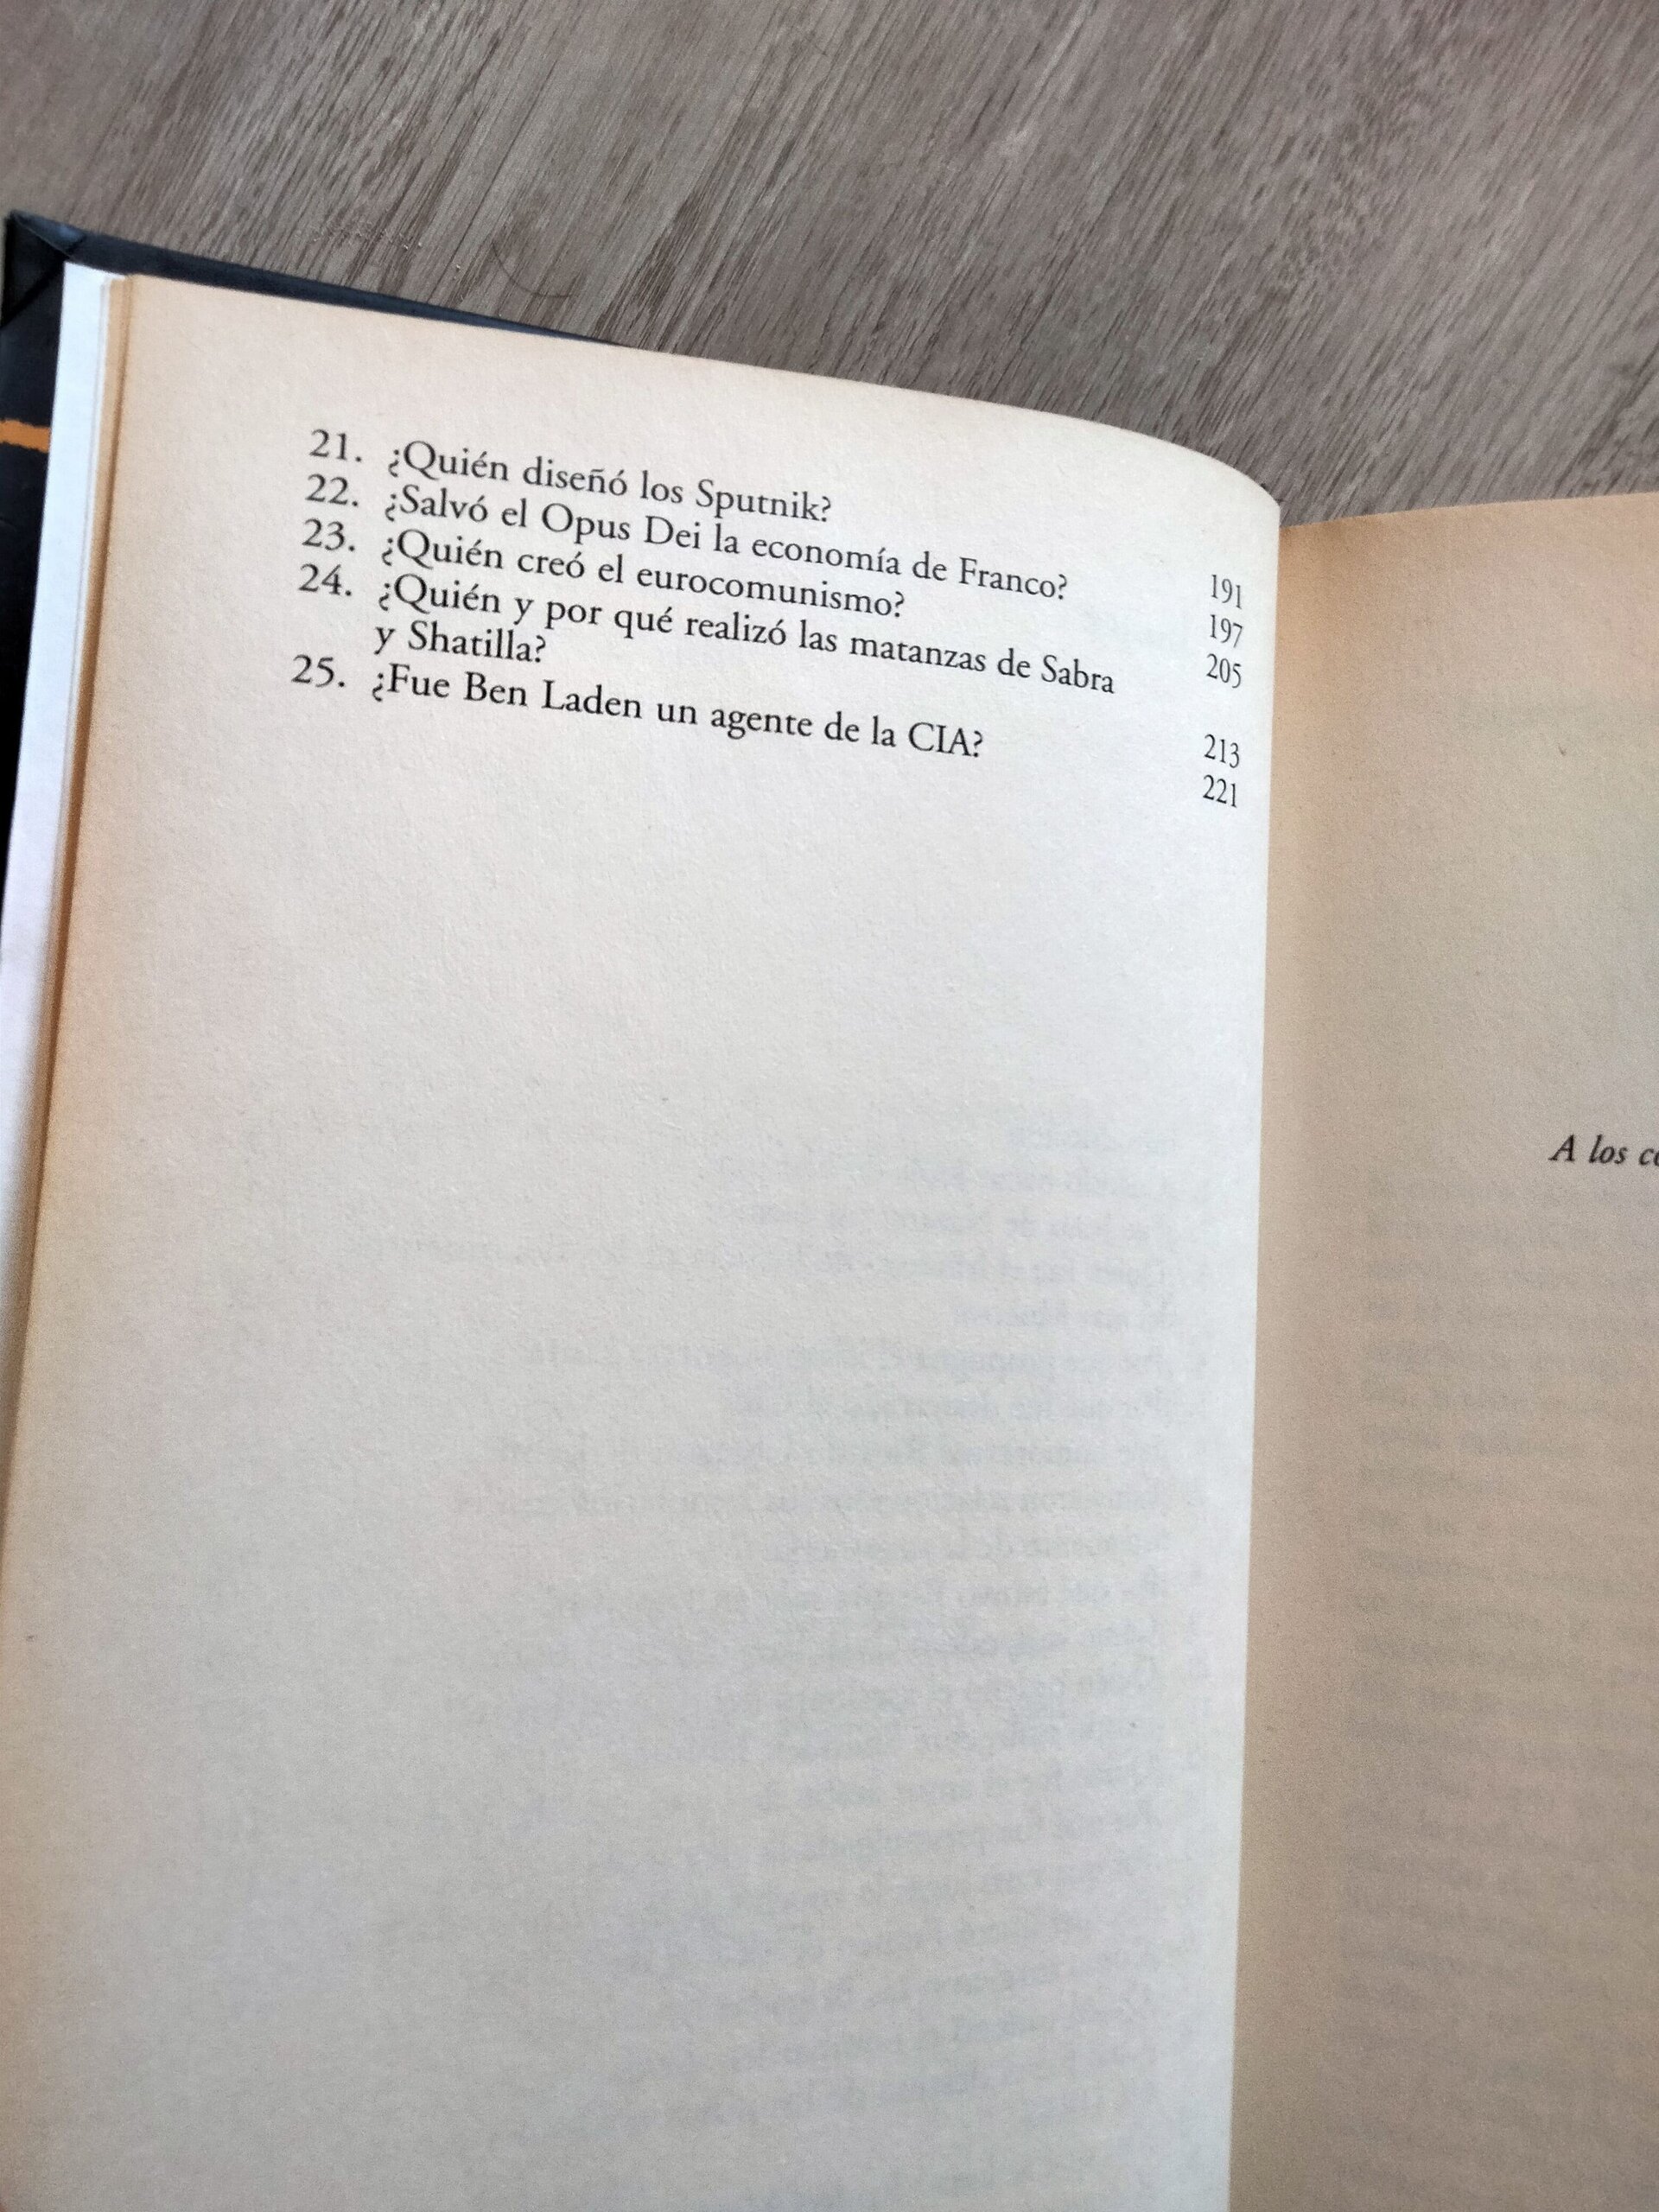 21. ¿Quién diseñó los Sputnik? 191
22. ¿Salvó el Opus Dei la economía de Franco? 197
23. ¿Quién creó el eurocomunismo? 205
24. ¿Quién y por qué realizó las matanzas de Sabra
y Shatilla? 213
25. ¿Fue Ben Laden un agente de la CIA? 221
A los